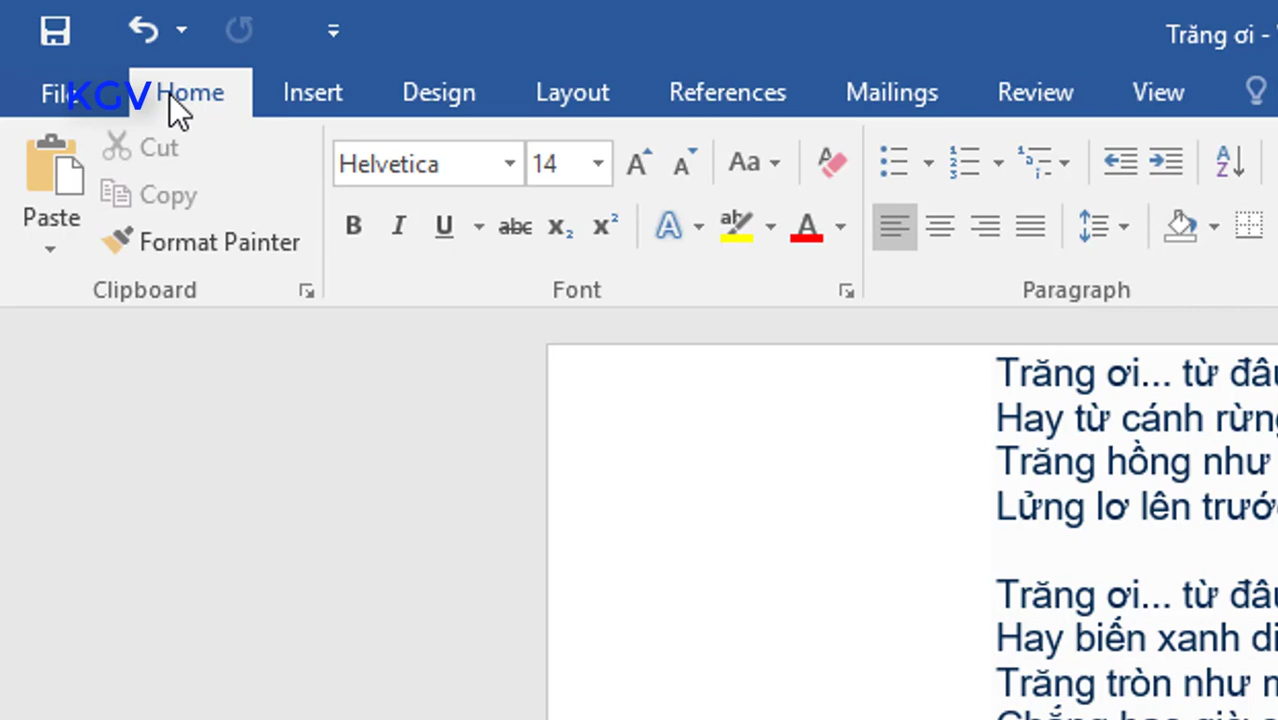 Trăng ơi -
File KGV Home Insert Design Layout References Mailings Review View
Cut
Copy
Paste
Format Painter
Helvetica 14 Aa
B I U abc x₂ x² A ab A
Clipboard Font Paragraph
Trăng ơi... từ đâu
Hay từ cánh rừng
Trăng hồng như
Lửng lơ lên trước
Trăng ơi... từ đâu
Hay biển xanh di
Trăng tròn như m